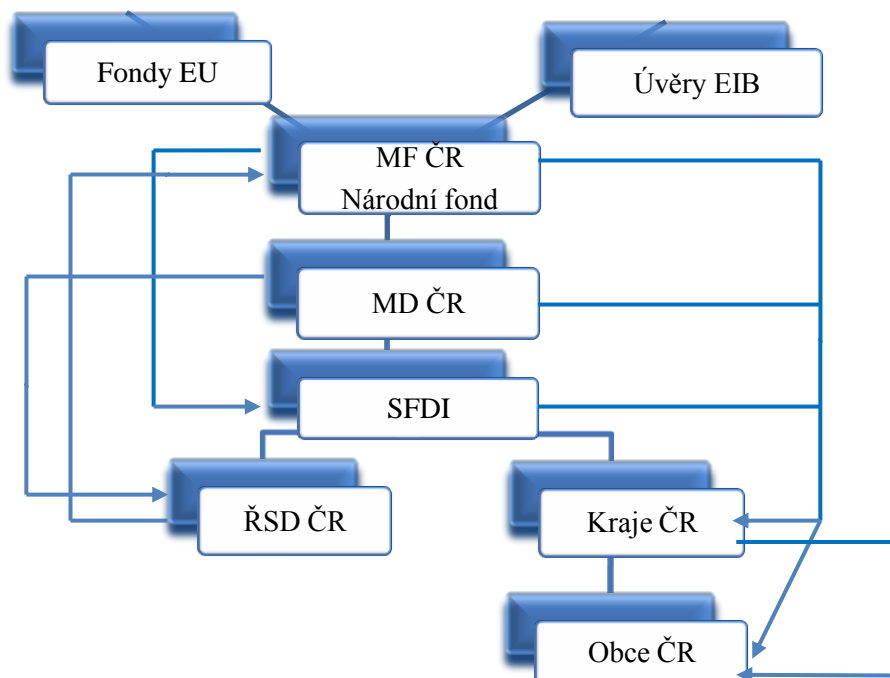 Fondy EU
Úvěry EIB
MF ČR
Národní fond
MD ČR
SFDI
ŘSD ČR
Kraje ČR
Obce ČR